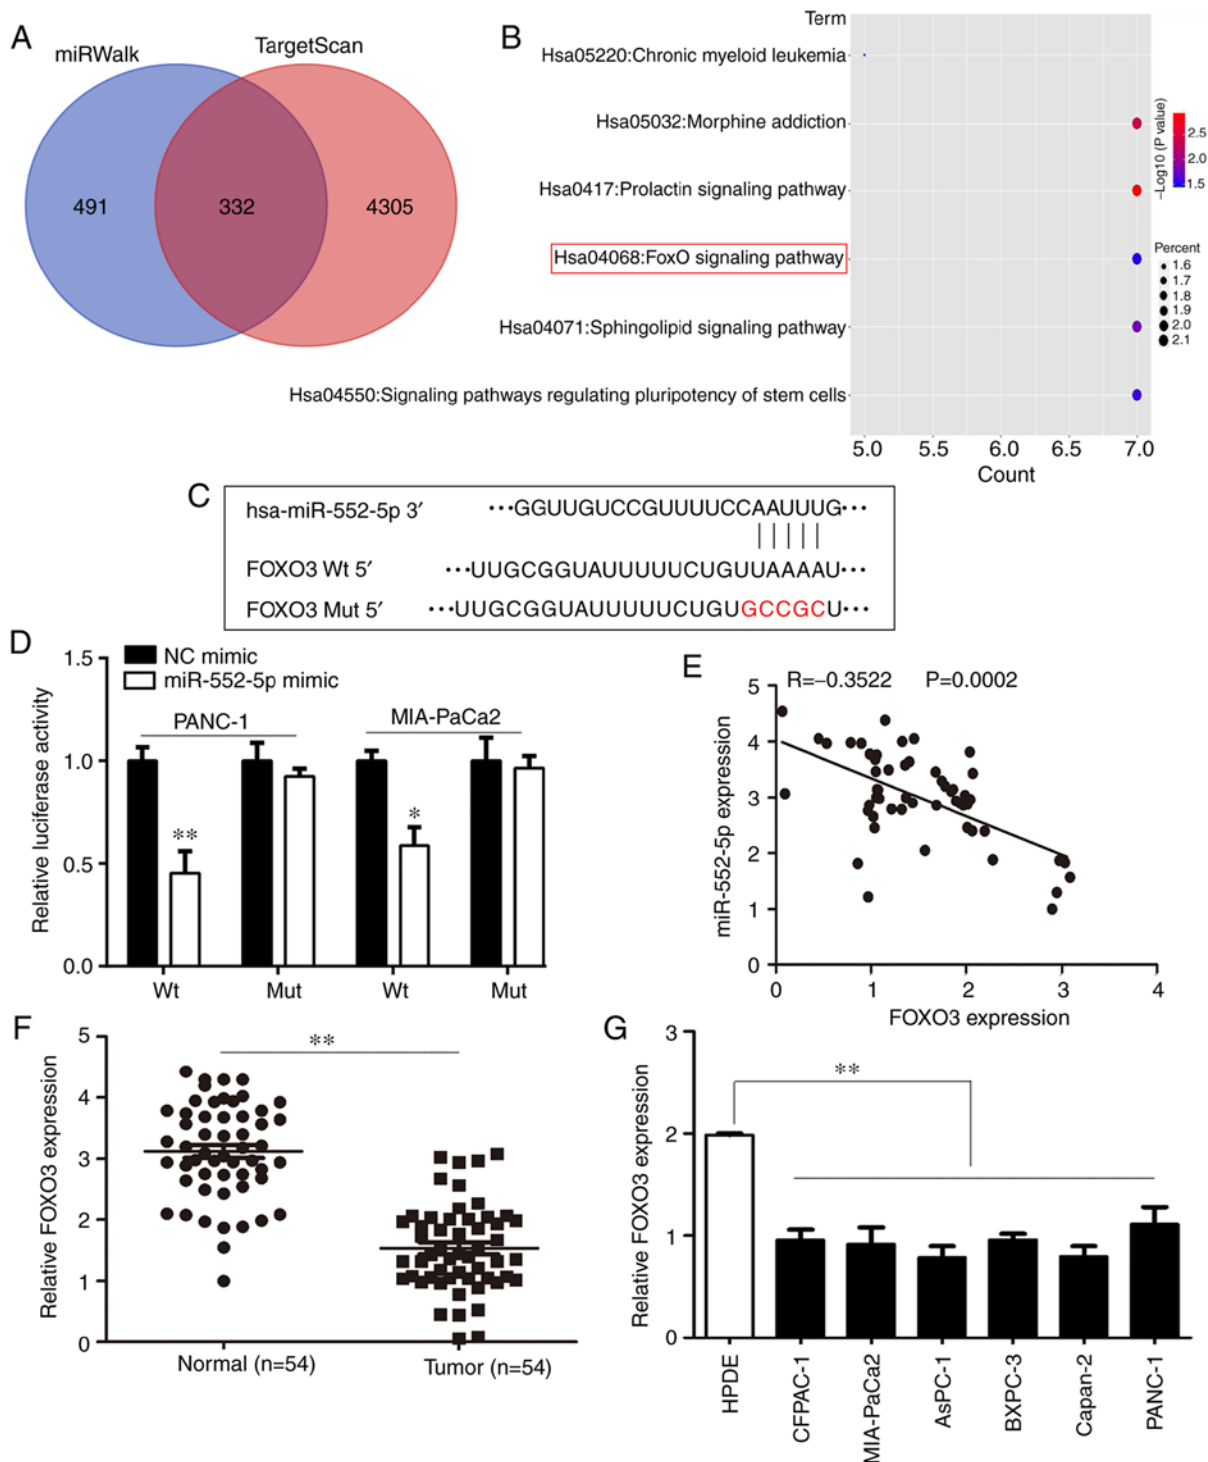 A
miRWalk
TargetScan
491
332
4305
B
Term
Hsa05220:Chronic myeloid leukemia
Hsa05032:Morphine addiction
Hsa0417:Prolactin signaling pathway
Hsa04068:FoxO signaling pathway
Hsa04071:Sphingolipid signaling pathway
Hsa04550:Signaling pathways regulating pluripotency of stem cells
5.0 5.5 6.0 6.5 7.0
Count
-Log10 (P value)
2.5
2.0
1.5
Percent
1.6
1.7
1.8
1.9
2.0
2.1
C
hsa-miR-552-5p 3′ ···GGUUGUCCGUUUUCCAAUUUG···
FOXO3 Wt 5′ ···UUGCGGUAUUUUUCUGUUAAAAU···
FOXO3 Mut 5′ ···UUGCGGUAUUUUUCUGUGCCGCU···
D
NC mimic
miR-552-5p mimic
PANC-1
MIA-PaCa2
Relative luciferase activity
1.5
1.0
0.5
0.0
**
*
Wt Mut Wt Mut
E
R=-0.3522 P=0.0002
miR-552-5p expression
5
4
3
2
1
0
0 1 2 3 4
FOXO3 expression
F
Relative FOXO3 expression
5
4
3
2
1
0
**
Normal (n=54) Tumor (n=54)
G
Relative FOXO3 expression
3
2
1
0
**
HPDE
CFPAC-1
MIA-PaCa2
AsPC-1
BXPC-3
Capan-2
PANC-1